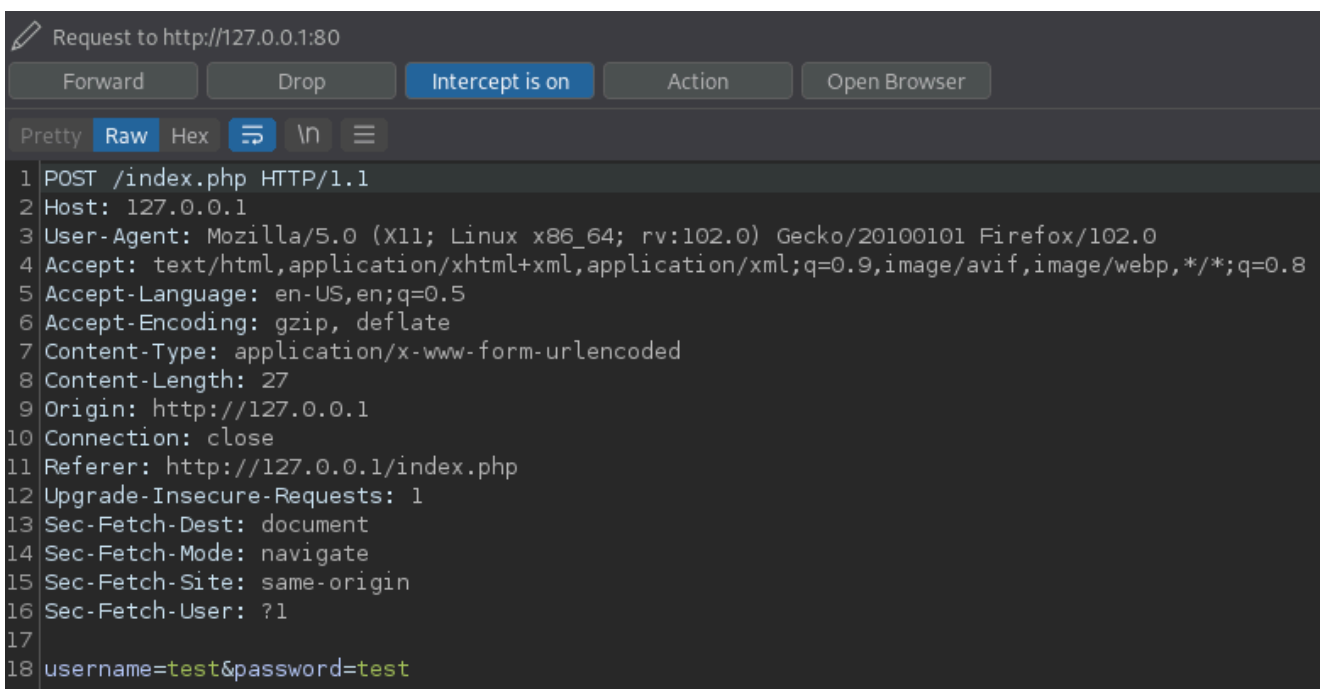 Request to http://127.0.0.1:80
Forward Drop Intercept is on Action Open Browser
Pretty Raw Hex \n
1 POST /index.php HTTP/1.1
2 Host: 127.0.0.1
3 User-Agent: Mozilla/5.0 (X11; Linux x86_64; rv:102.0) Gecko/20100101 Firefox/102.0
4 Accept: text/html,application/xhtml+xml,application/xml;q=0.9,image/avif,image/webp,*/*;q=0.8
5 Accept-Language: en-US,en;q=0.5
6 Accept-Encoding: gzip, deflate
7 Content-Type: application/x-www-form-urlencoded
8 Content-Length: 27
9 Origin: http://127.0.0.1
10 Connection: close
11 Referer: http://127.0.0.1/index.php
12 Upgrade-Insecure-Requests: 1
13 Sec-Fetch-Dest: document
14 Sec-Fetch-Mode: navigate
15 Sec-Fetch-Site: same-origin
16 Sec-Fetch-User: ?1
17
18 username=test&password=test